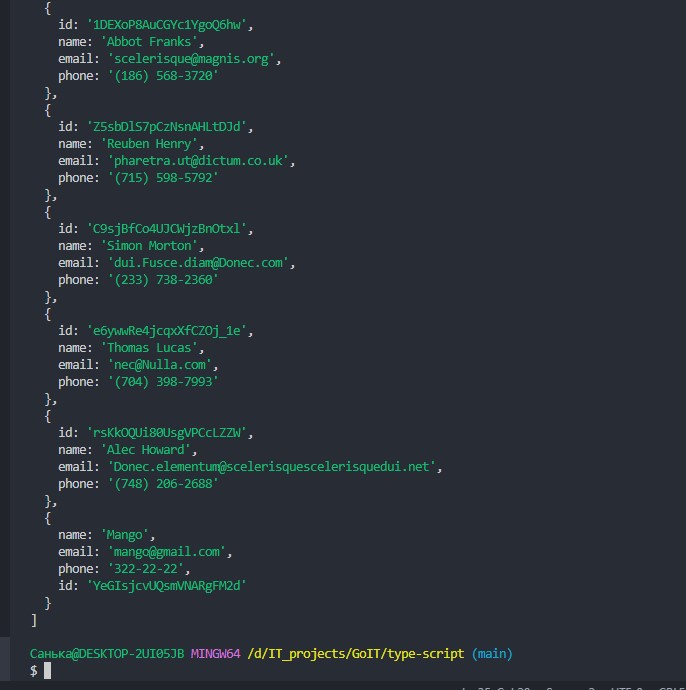 {
id: '1DEXoP8AuCGYc1YgoQ6hw',
name: 'Abbot Franks',
email: 'scelerisque@magnis.org',
phone: '(186) 568-3720'
},
{
id: 'Z5sbDlS7pCzNsnAHLtDJd',
name: 'Reuben Henry',
email: 'pharetra.ut@dictum.co.uk',
phone: '(715) 598-5792'
},
{
id: 'C9sjBfCo4UJCWjzBnOtxl',
name: 'Simon Morton',
email: 'dui.Fusce.diam@Donec.com',
phone: '(233) 738-2360'
},
{
id: 'e6ywwRe4jcqxXfCZOj_1e',
name: 'Thomas Lucas',
email: 'nec@Nulla.com',
phone: '(704) 398-7993'
},
{
id: 'rsKkOQUi80UsgVPCcLZZW',
name: 'Alec Howard',
email: 'Donec.elementum@scelerisquescelerisquedui.net',
phone: '(748) 206-2688'
},
{
name: 'Mango',
email: 'mango@gmail.com',
phone: '322-22-22',
id: 'YeGIsjcvUQsmVNARgFM2d'
}
]
Санька@DESKTOP-2UI05JB MINGW64 /d/IT_projects/GoIT/type-script (main)
$